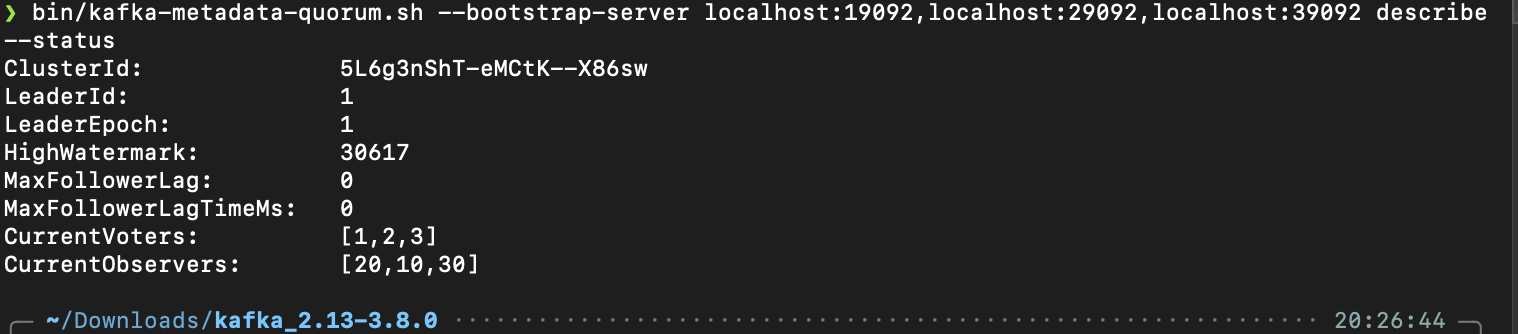 ❯ bin/kafka-metadata-quorum.sh --bootstrap-server localhost:19092,localhost:29092,localhost:39092 describe
--status
ClusterId:              5L6g3nShT-eMCtK--X86sw
LeaderId:               1
LeaderEpoch:            1
HighWatermark:          30617
MaxFollowerLag:         0
MaxFollowerLagTimeMs:   0
CurrentVoters:          [1,2,3]
CurrentObservers:       [20,10,30]
~/Downloads/kafka_2.13-3.8.0 20:26:44